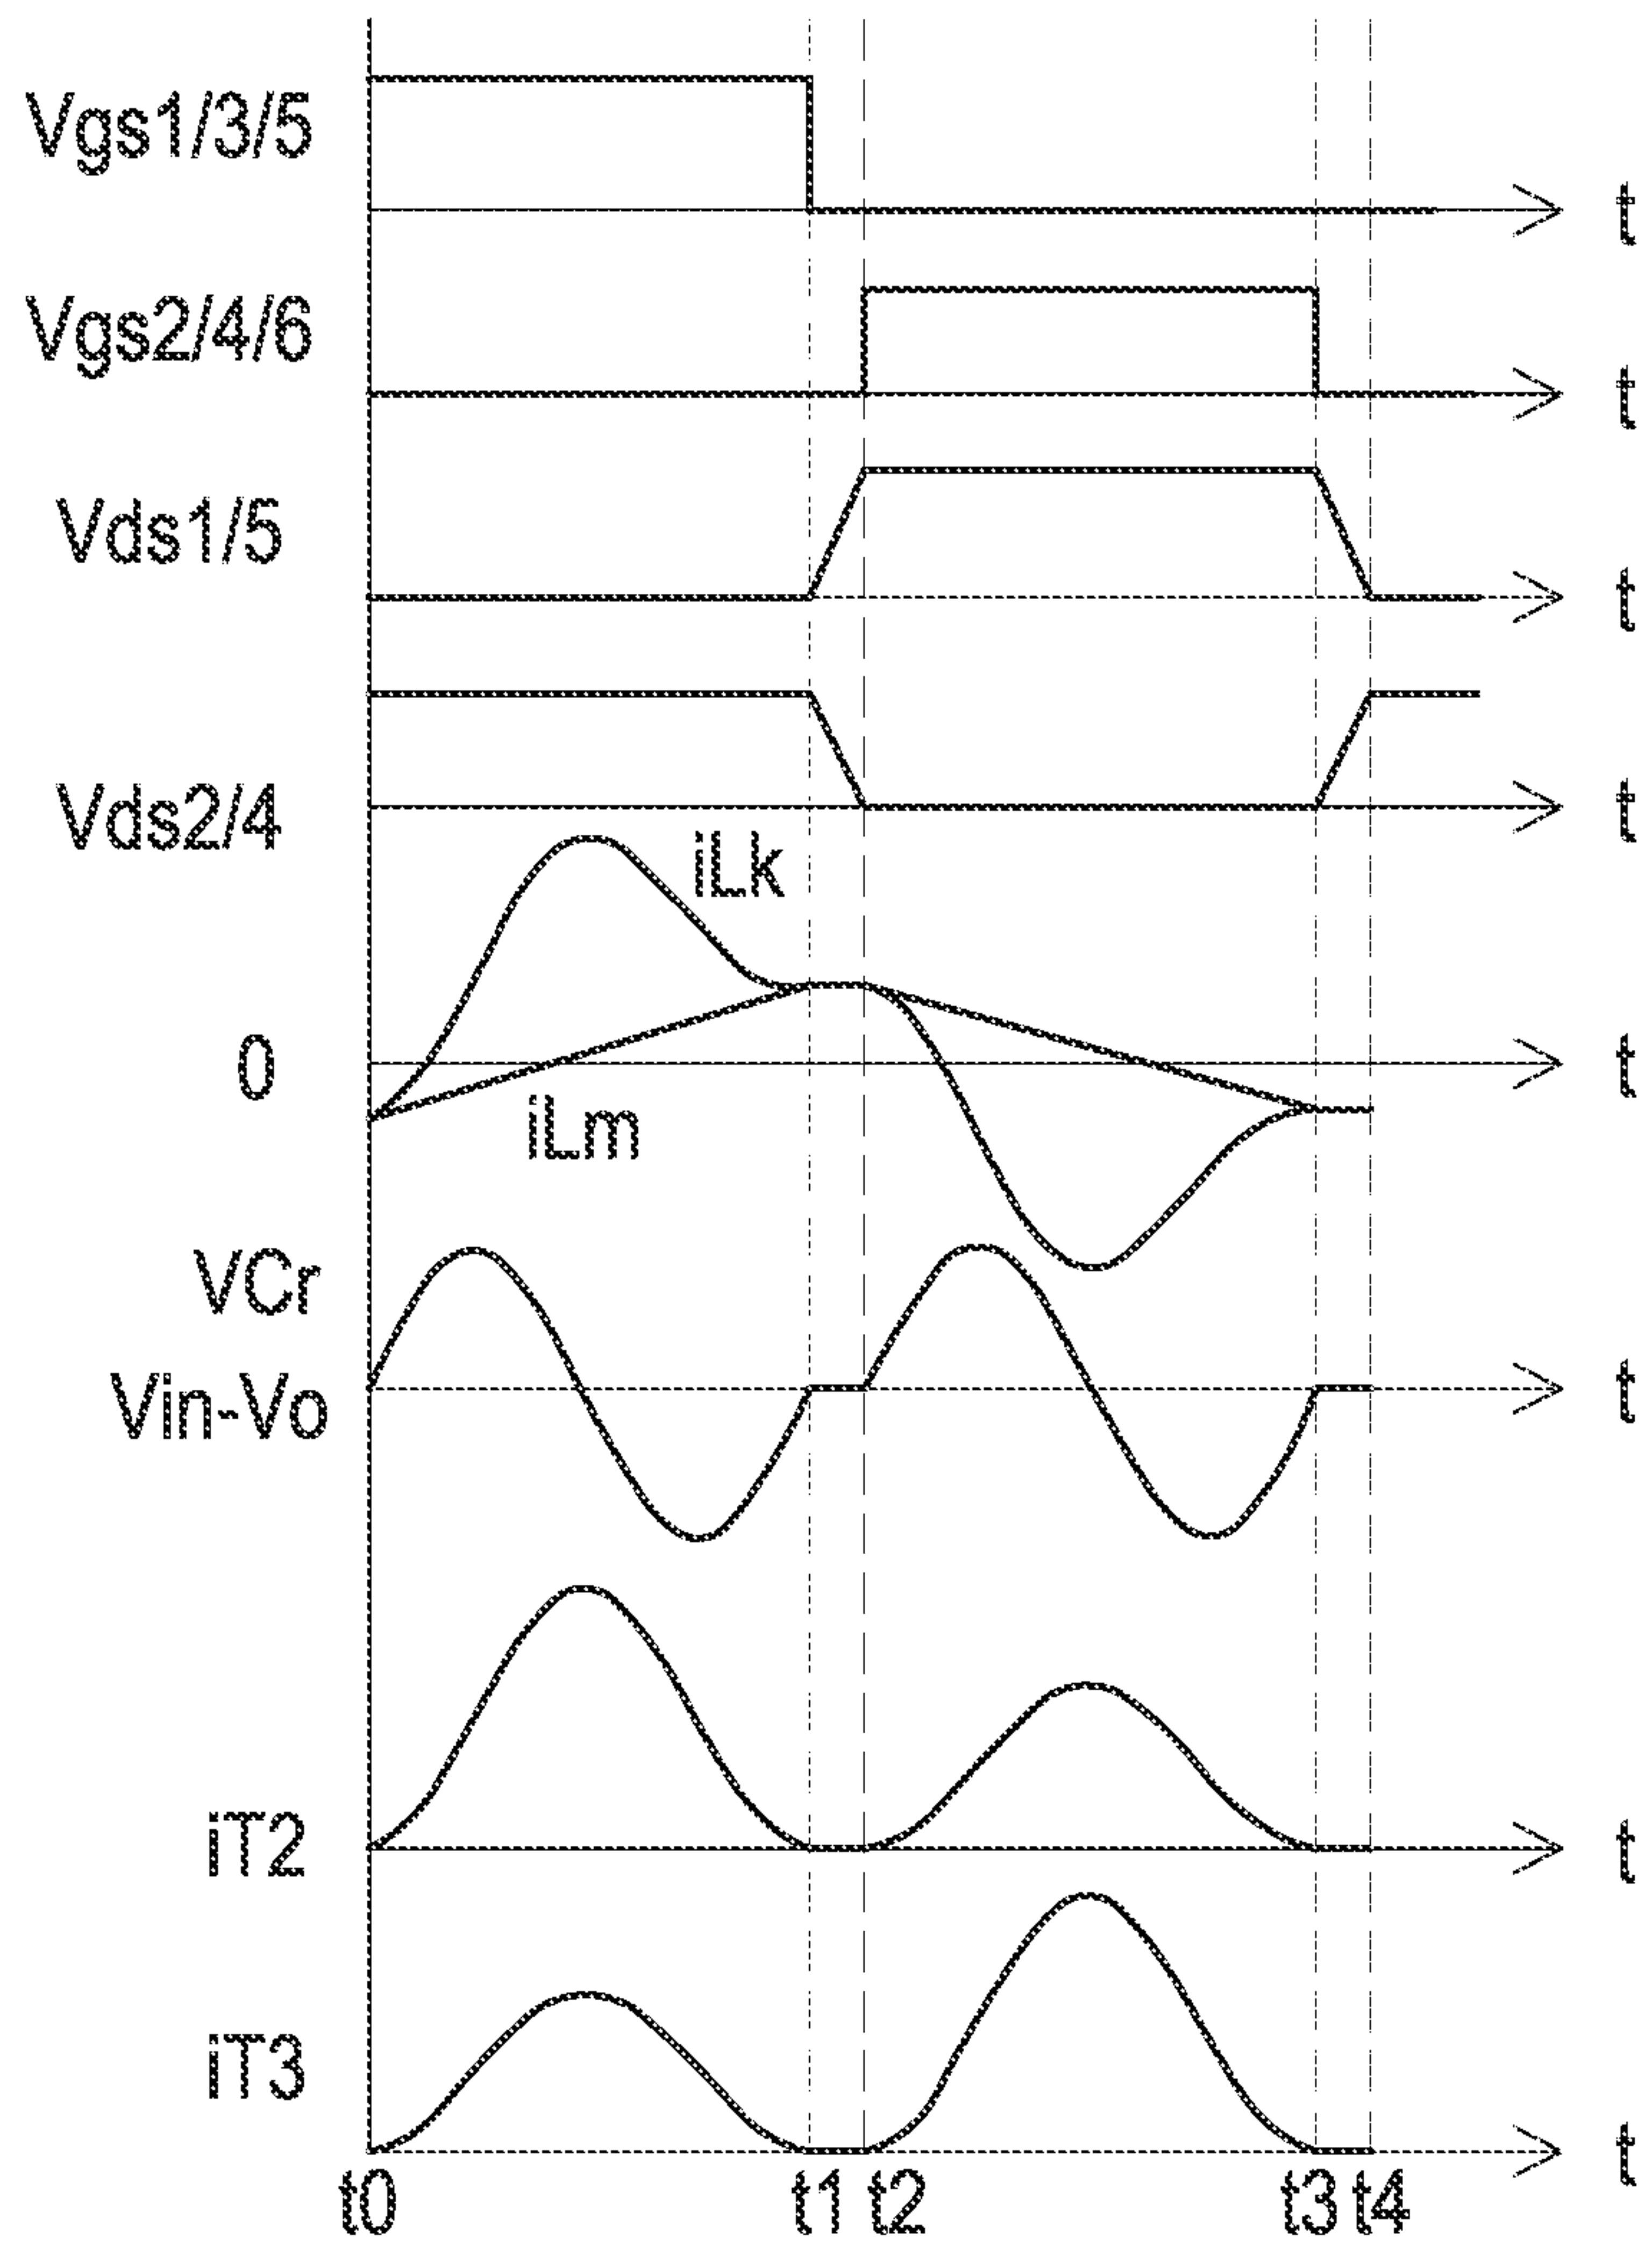 Vgs1/3/5
t
Vgs2/4/6
t
Vds1/5
t
Vds2/4
t
iLk
0
t
iLm
VCr
Vin-Vo
t
iT2
t
iT3
t
t0 t1 t2 t3 t4